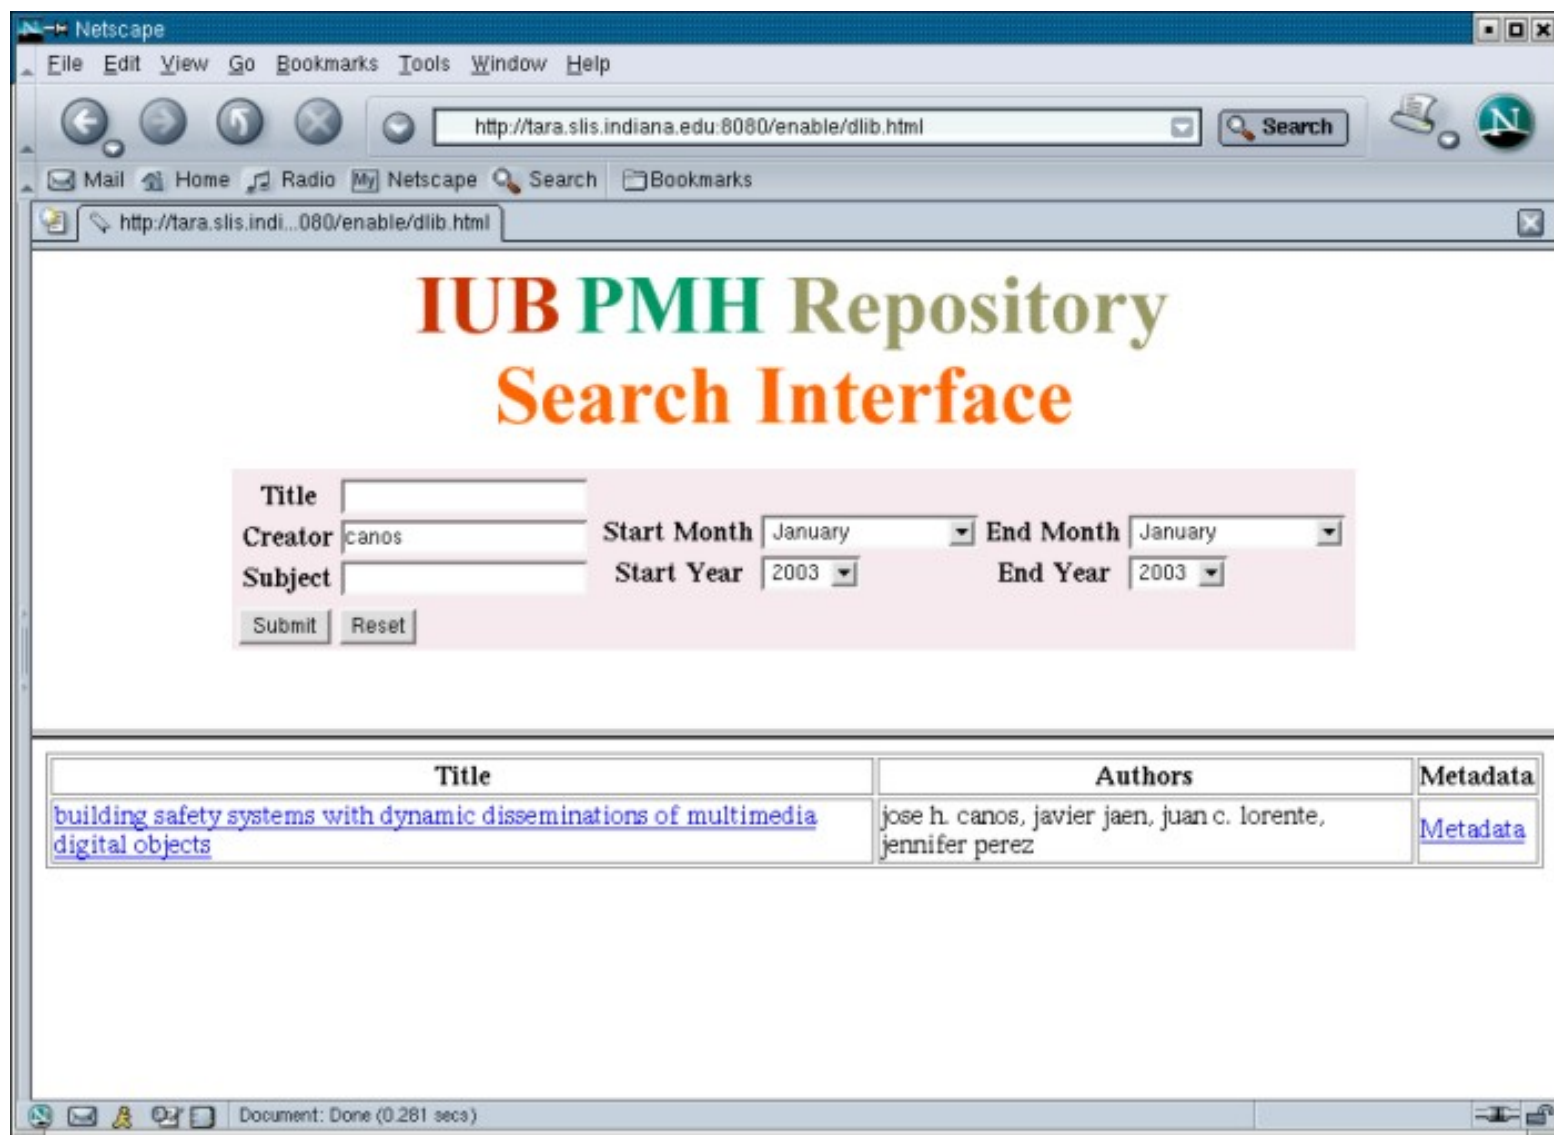 Netscape
File Edit View Go Bookmarks Tools Window Help
http://tara.slis.indiana.edu:8080/enable/dlib.html Search N
Mail Home Radio My Netscape Search Bookmarks
http://tara.slis.indi...080/enable/dlib.html
IUB PMH Repository
Search Interface
Title
Creator canos Start Month January End Month January
Subject Start Year 2003 End Year 2003
Submit Reset
Title Authors Metadata
building safety systems with dynamic disseminations of multimedia
digital objects
jose h. canos, javier jaen, juan c. lorente,
jennifer perez
Metadata
Document: Done (0.281 secs)